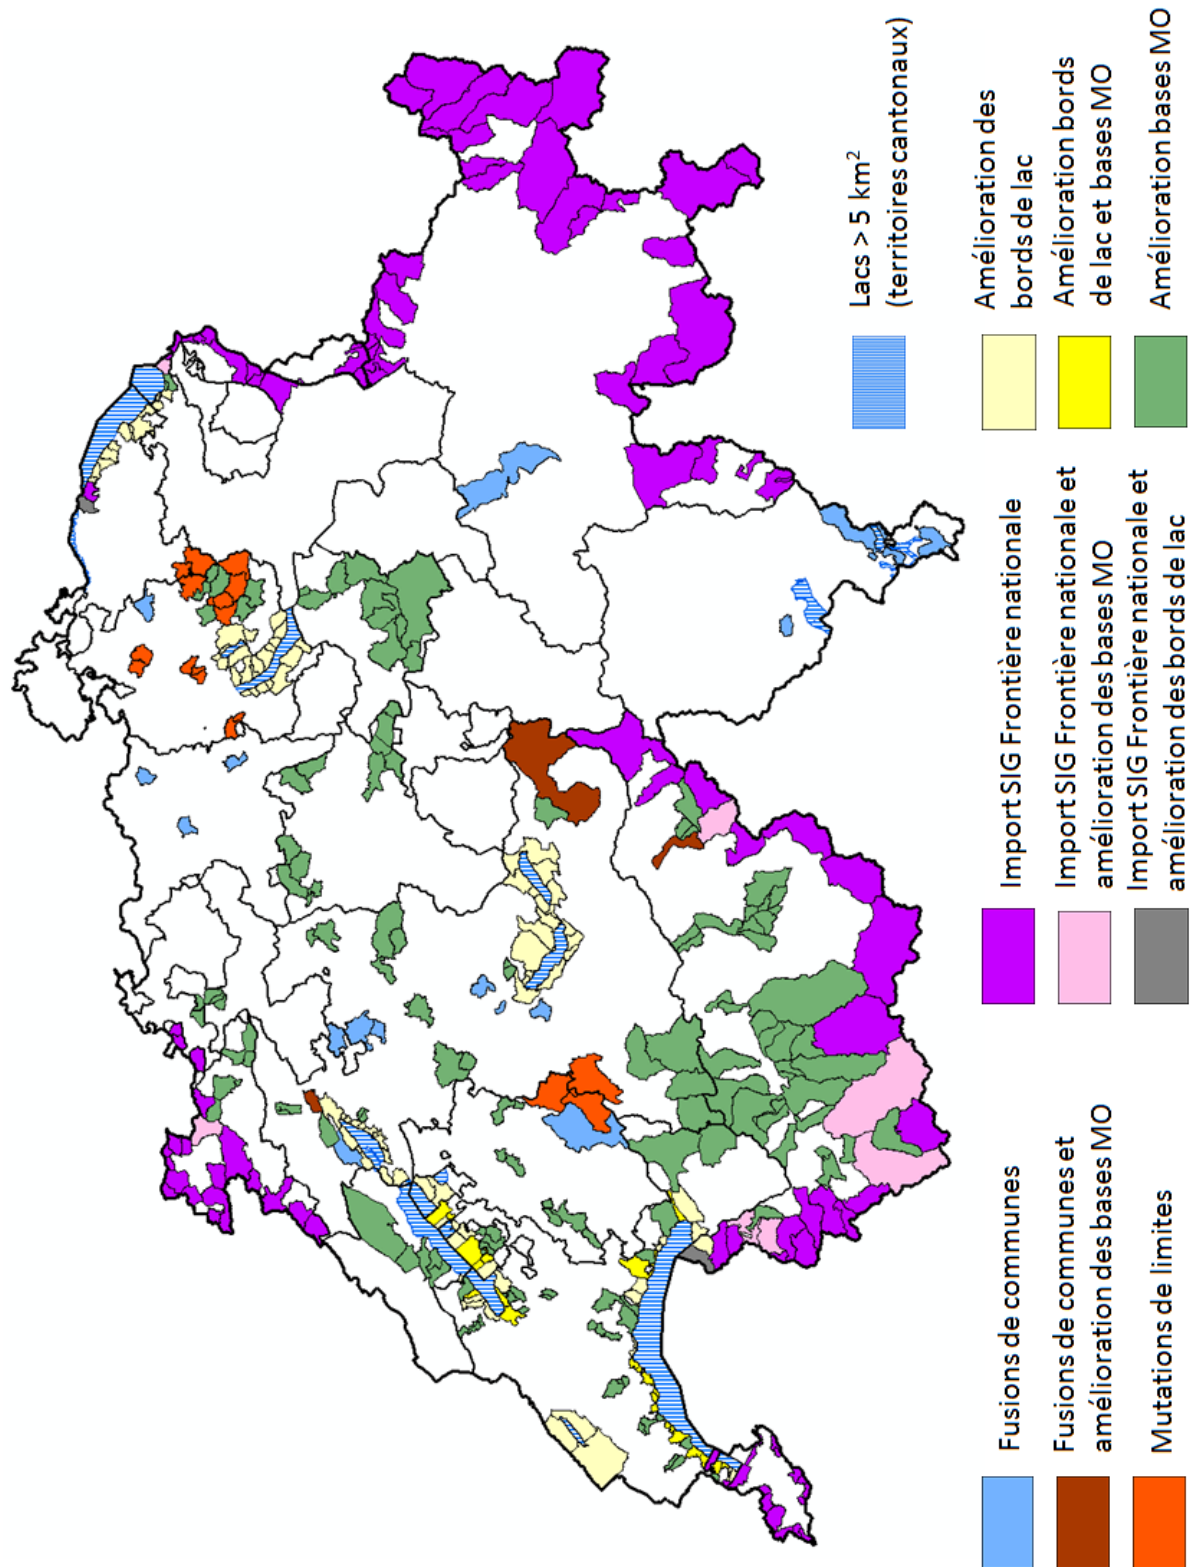 Lacs > 5 km²
(territoires cantonaux)
Fusions de communes
Fusions de communes et
amélioration des bases MO
Mutations de limites
Import SIG Frontière nationale
Import SIG Frontière nationale et
amélioration des bases MO
Import SIG Frontière nationale et
amélioration des bords de lac
Amélioration des
bords de lac
Amélioration bords
de lac et bases MO
Amélioration bases MO